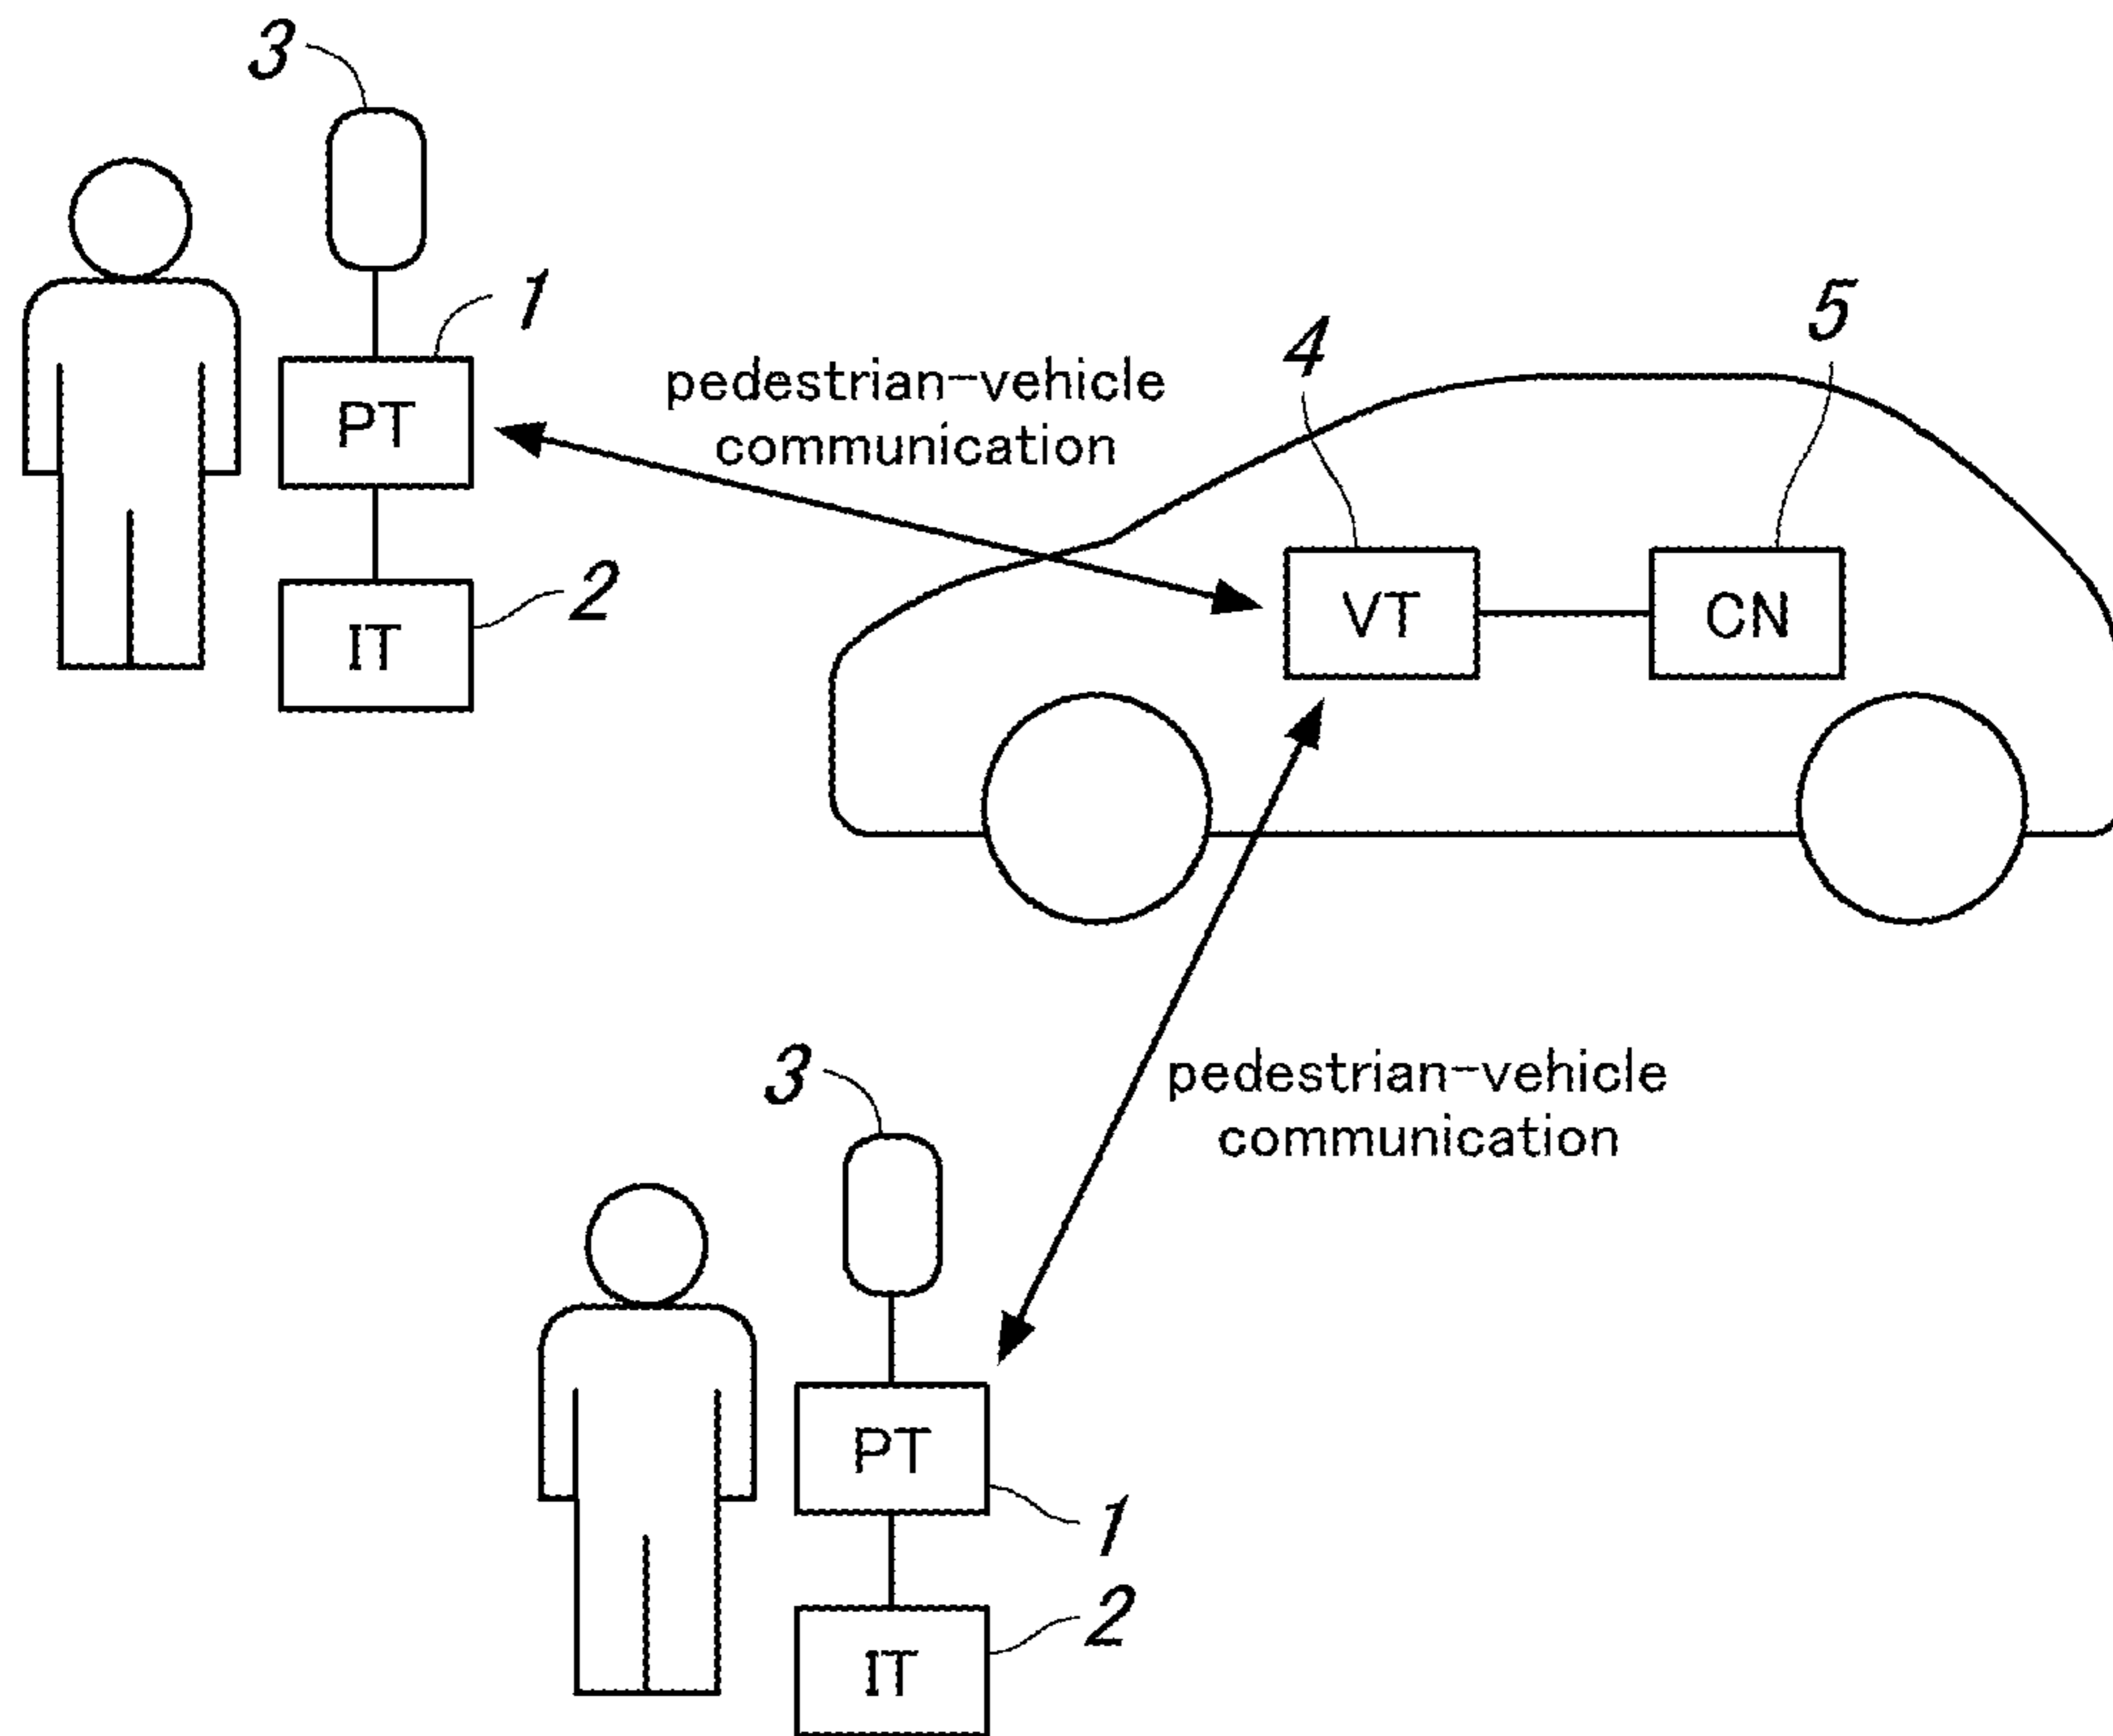 3
1
PT
2
IT
pedestrian-vehicle
communication
4
5
VT
CN
pedestrian-vehicle
communication
3
PT
1
2
IT